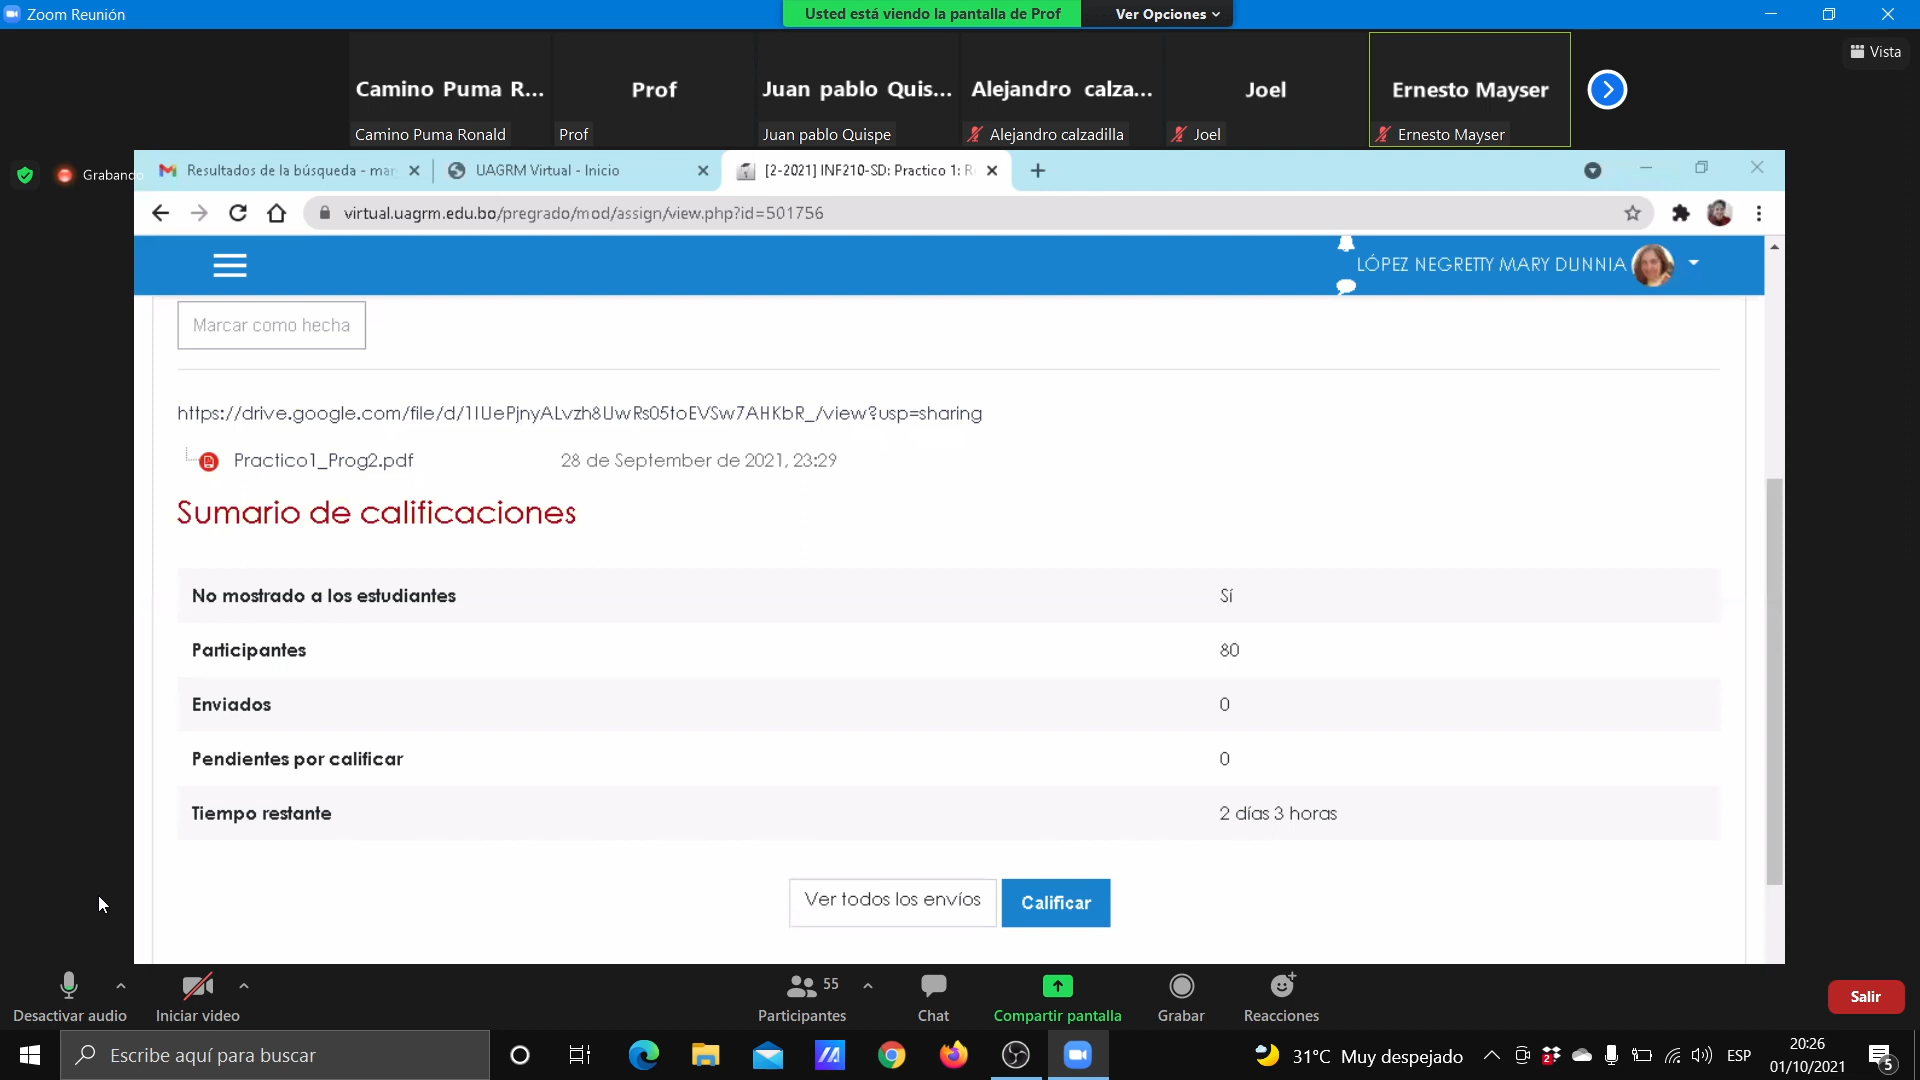 Zoom Reunión
Usted está viendo la pantalla de Prof
Ver Opciones
Vista
Camino Puma R...
Prof
Juan pablo Quis...
Alejandro calza...
Joel
Ernesto Mayser
Camino Puma Ronald
Prof
Juan pablo Quispe
Alejandro calzadilla
Joel
Ernesto Mayser
Grabando
Resultados de la búsqueda - mar
UAGRM Virtual - Inicio
[2-2021] INF210-SD: Practico 1: R
virtual.uagrm.edu.bo/pregrado/mod/assign/view.php?id=501756
LÓPEZ NEGRETTY MARY DUNNIA
Marcar como hecha
https://drive.google.com/file/d/11UePjnyALvzh8UwRs05toEVSw7AHKbR_/view?usp=sharing
Practico1_Prog2.pdf
28 de September de 2021, 23:29
Sumario de calificaciones
No mostrado a los estudiantes
Sí
Participantes
80
Enviados
0
Pendientes por calificar
0
Tiempo restante
2 días 3 horas
Ver todos los envíos
Calificar
Desactivar audio
Iniciar video
55
Participantes
Chat
Compartir pantalla
Grabar
Reacciones
Salir
Escribe aquí para buscar
31°C Muy despejado
2
ESP
20:26
01/10/2021
5